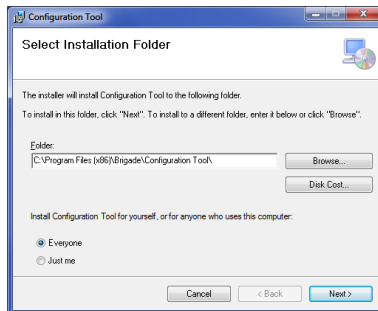 Configuration Tool
Select Installation Folder
The installer will install Configuration Tool to the following folder.
To install in this folder, click "Next". To install to a different folder, enter it below or click "Browse".
Folder:
C:\Program Files (x86)\Brigade\Configuration Tool\
Browse...
Disk Cost...
Install Configuration Tool for yourself, or for anyone who uses this computer:
Everyone
Just me
Cancel
< Back
Next >